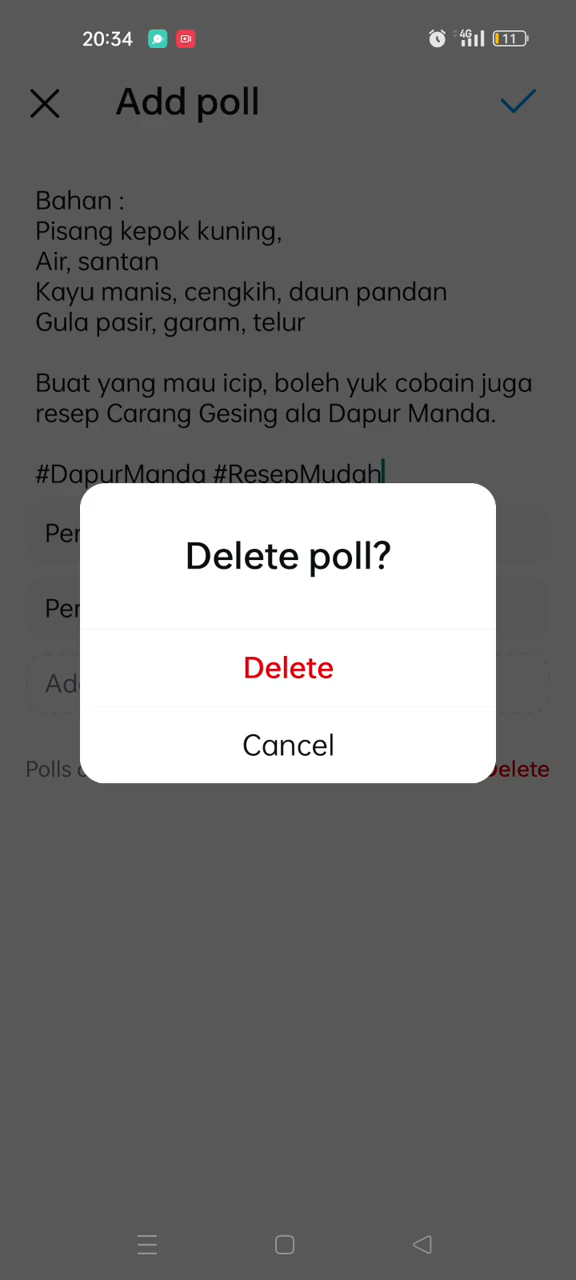 20:34
4G
11
Add poll
Bahan :
Pisang kepok kuning,
Air, santan
Kayu manis, cengkih, daun pandan
Gula pasir, garam, telur
Buat yang mau icip, boleh yuk cobain juga
resep Carang Gesing ala Dapur Manda.
#DapurManda #ResepMudah
Delete poll?
Delete
Cancel
Polls
Delete